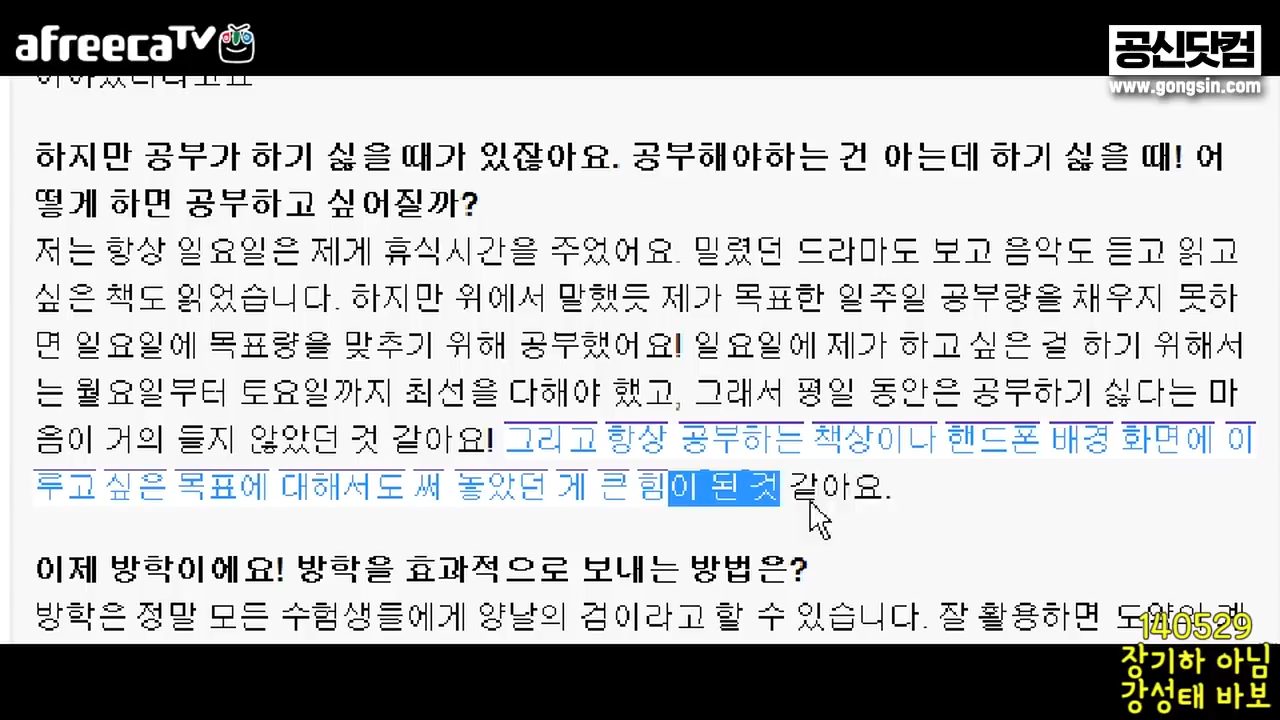 afreecaTV
공신닷컴
www.gongsin.com
하지만 공부가 하기 싫을 때가 있잖아요. 공부해야하는 건 아는데 하기 싫을 때! 어
떻게 하면 공부하고 싶어질까?
저는 항상 일요일은 제게 휴식시간을 주었어요. 밀렸던 드라마도 보고 음악도 듣고 읽고
싶은 책도 읽었습니다. 하지만 위에서 말했듯 제가 목표한 일주일 공부량을 채우지 못하
면 일요일에 목표량을 맞추기 위해 공부했어요! 일요일에 제가 하고 싶은 걸 하기 위해서
는 월요일부터 토요일까지 최선을 다해야 했고, 그래서 평일 동안은 공부하기 싫다는 마
음이 거의 들지 않았던 것 같아요! 그리고 항상 공부하는 책상이나 핸드폰 배경 화면에 이
루고 싶은 목표에 대해서도 써 놓았던 게 큰 힘이 된 것 같아요.
이제 방학이에요! 방학을 효과적으로 보내는 방법은?
방학은 정말 모든 수험생들에게 양날의 검이라고 할 수 있습니다. 잘 활용하면
140529
장기하 아님
강성태 바보